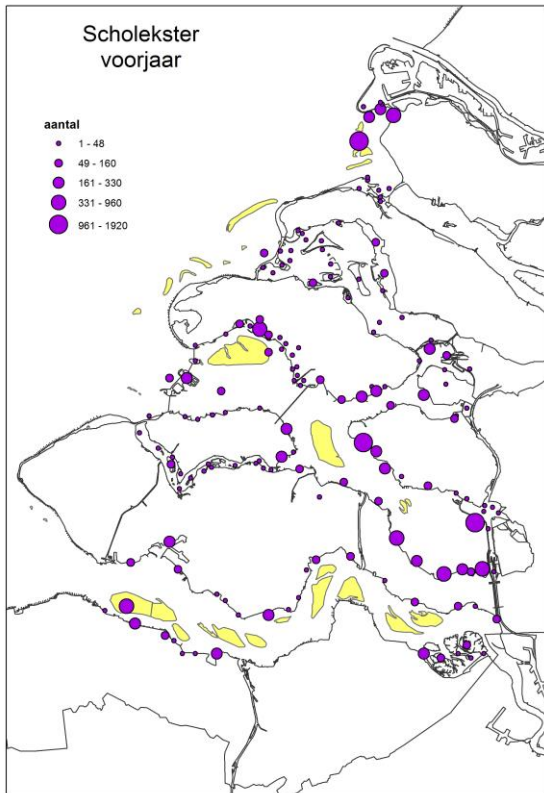 Scholekster
voorjaar
aantal
1 - 48
49 - 160
161 - 330
331 - 960
961 - 1920